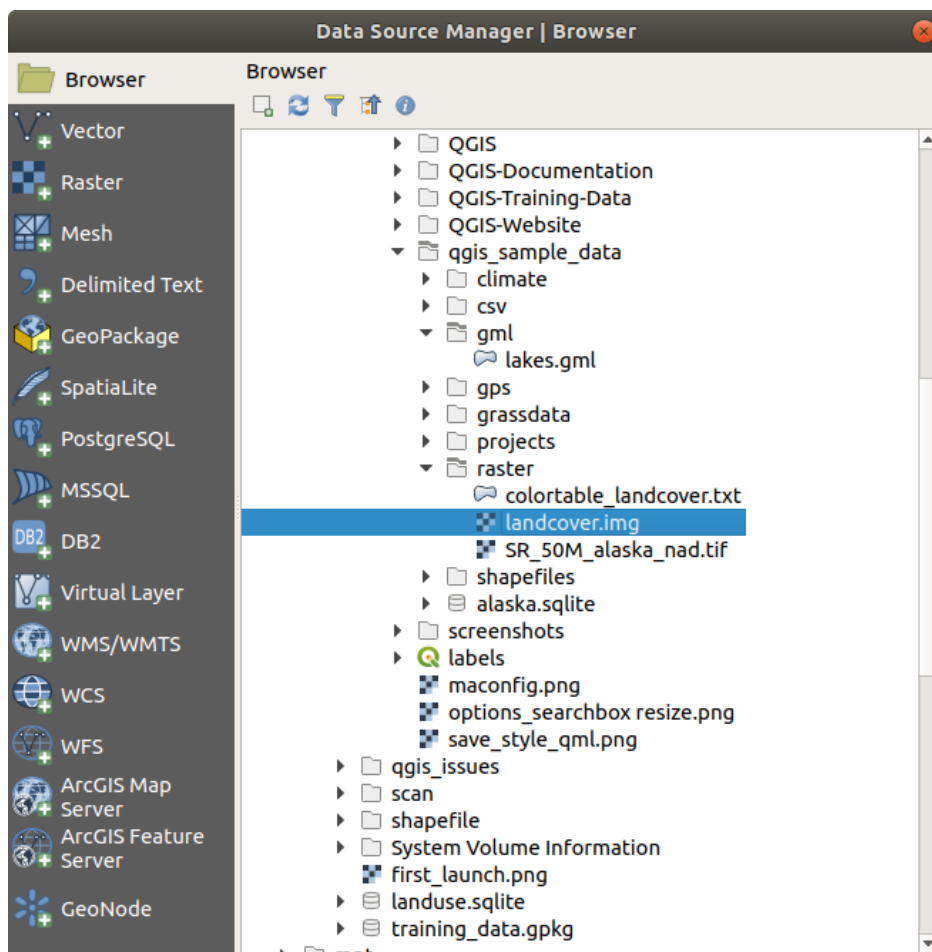 Data Source Manager | Browser
Browser
Vector
Raster
Mesh
Delimited Text
GeoPackage
SpatiaLite
PostgreSQL
MSSQL
DB2
DB2
Virtual Layer
WMS/WMTS
WCS
WFS
ArcGIS Map
Server
ArcGIS Feature
Server
GeoNode
Browser
QGIS
QGIS-Documentation
QGIS-Training-Data
QGIS-Website
qgis_sample_data
climate
csv
gml
lakes.gml
gps
grassdata
projects
raster
colortable_landcover.txt
landcover.img
SR_50M_alaska_nad.tif
shapefiles
alaska.sqlite
screenshots
labels
maconfig.png
options_searchbox resize.png
save_style_qml.png
qgis_issues
scan
shapefile
System Volume Information
first_launch.png
landuse.sqlite
training_data.gpkg